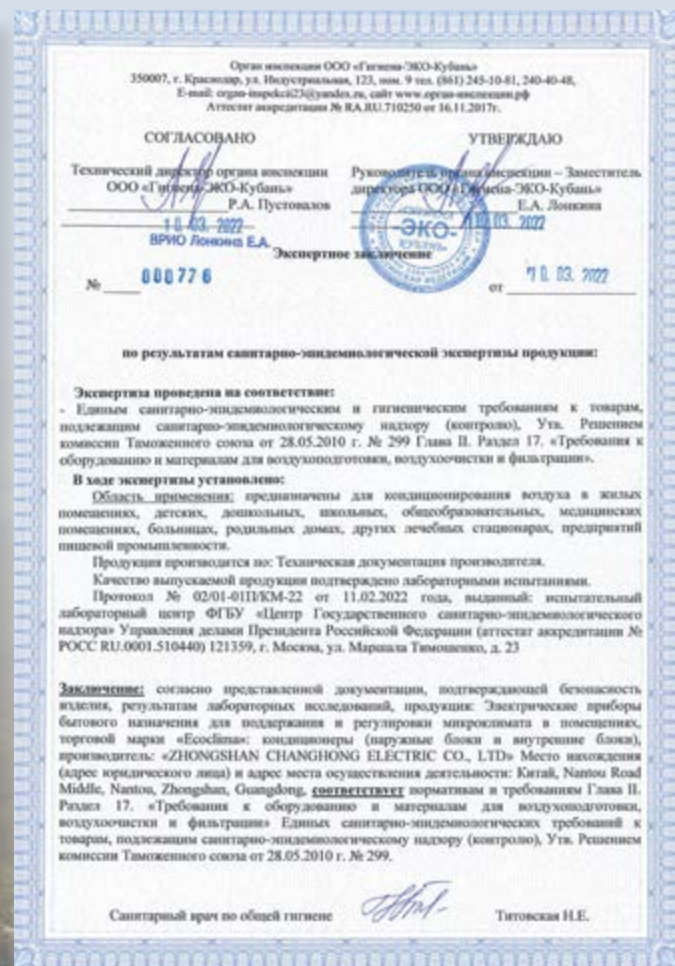 Орган инспекции ООО «Гигиена-ЭКО-Кубань»
350007, г. Краснодар, ул. Индустриальная, 123, пом. 9 тел. (861) 245-10-81, 240-40-48,
E-mail: organ-inspekcii23@yandex.ru, сайт www.орган-инспекции.рф
Аттестат аккредитации № RA.RU.710250 от 16.11.2017г.
СОГЛАСОВАНО
Технический директор органа инспекции
ООО «Гигиена-ЭКО-Кубань»
Р.А. Пустовалов
10.03.2022
ВРИО Лонкина Е.А.
УТВЕРЖДАЮ
Руководитель органа инспекции – Заместитель
директора ООО «Гигиена-ЭКО-Кубань»
Е.А. Лонкина
10.03.2022
ЭКО-
КУБАНЬ
Экспертное заключение
№ 000776
от 10.03.2022
по результатам санитарно-эпидемиологической экспертизы продукции:
Экспертиза проведена на соответствие:
- Единым санитарно-эпидемиологическим и гигиеническим требованиям к товарам,
подлежащим санитарно-эпидемиологическому надзору (контролю), Утв. Решением
комиссии Таможенного союза от 28.05.2010 г. № 299 Глава II. Раздел 17. «Требования к
оборудованию и материалам для воздухоподготовки, воздухоочистки и фильтрации».
В ходе экспертизы установлено:
Область применения: предназначены для кондиционирования воздуха в жилых
помещениях, детских, дошкольных, школьных, общеобразовательных, медицинских
помещениях, больницах, родильных домах, других лечебных стационарах, предприятий
пищевой промышленности.
Продукция производится по: Техническая документация производителя.
Качество выпускаемой продукции подтверждено лабораторными испытаниями.
Протокол № 02/01-01П/КМ-22 от 11.02.2022 года, выданный: испытательный
лабораторный центр ФГБУ «Центр Государственного санитарно-эпидемиологического
надзора» Управления делами Президента Российской Федерации (аттестат аккредитации №
РОСС RU.0001.510440) 121359, г. Москва, ул. Маршала Тимошенко, д. 23
Заключение: согласно представленной документации, подтверждающей безопасность
изделия, результатам лабораторных исследований, продукция: Электрические приборы
бытового назначения для поддержания и регулировки микроклимата в помещениях,
торговой марки «Ecoclima»: кондиционеры (наружные блоки и внутренние блоки),
производитель: «ZHONGSHAN CHANGHONG ELECTRIC CO., LTD» Место нахождения
(адрес юридического лица) и адрес места осуществления деятельности: Китай, Nantou Road
Middle, Nantou, Zhongshan, Guangdong, соответствует нормативам и требованиям Глава II.
Раздел 17. «Требования к оборудованию и материалам для воздухоподготовки,
воздухоочистки и фильтрации» Единых санитарно-эпидемиологических требований к
товарам, подлежащим санитарно-эпидемиологическому надзору (контролю), Утв. Решением
комиссии Таможенного союза от 28.05.2010 г. № 299.
Санитарный врач по общей гигиене
Титовская Н.Е.